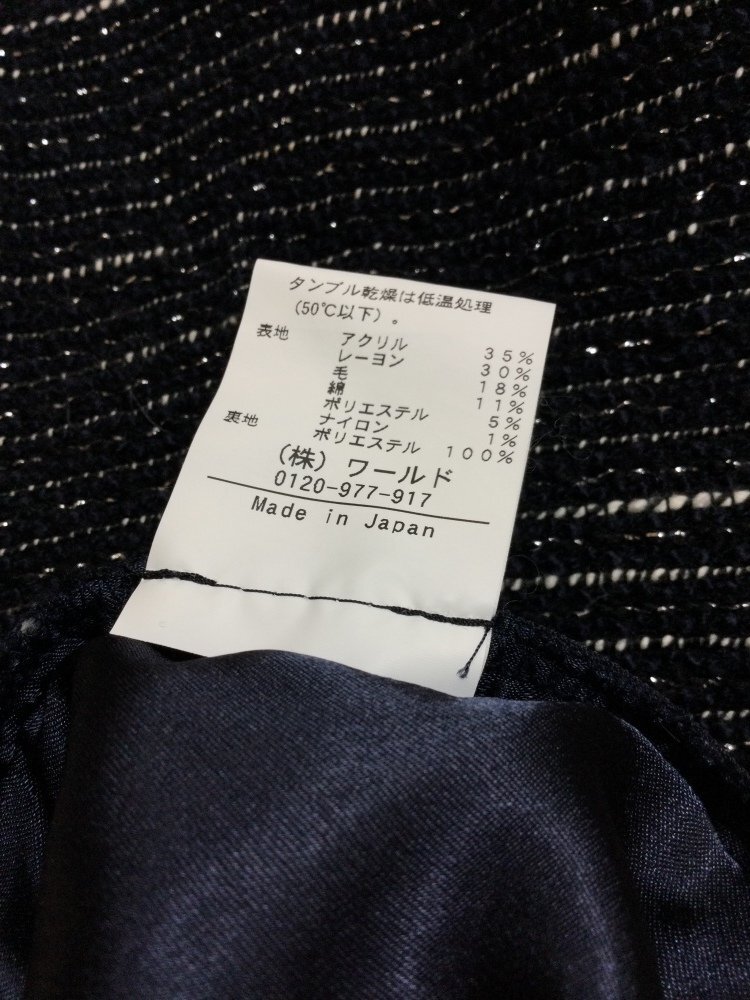 タンブル乾燥は低温処理
(50℃以下)。
表地 アクリル 35%
レーヨン 30%
毛 18%
綿 11%
ポリエステル 5%
ナイロン 1%
裏地 ポリエステル 100%
(株) ワールド
0120-977-917
Made in Japan